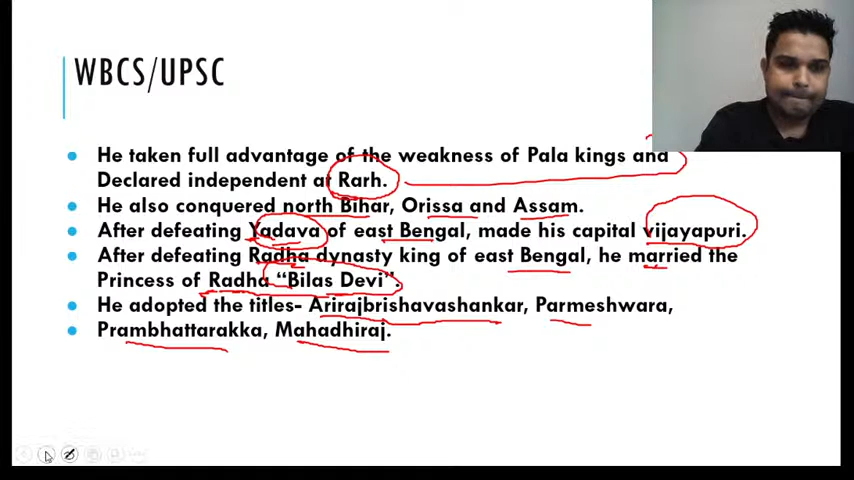 WBCS/UPSC
He taken full advantage of the weakness of Pala kings and
Declared independent at Rarh.
He also conquered north Bihar, Orissa and Assam.
After defeating Yadava of east Bengal, made his capital vijayapuri.
After defeating Radha dynasty king of east Bengal, he married the
Princess of Radha "Bilas Devi".
He adopted the titles- Arirajbrishavashankar, Parmeshwara,
Prambhattarakka, Mahadhiraj.